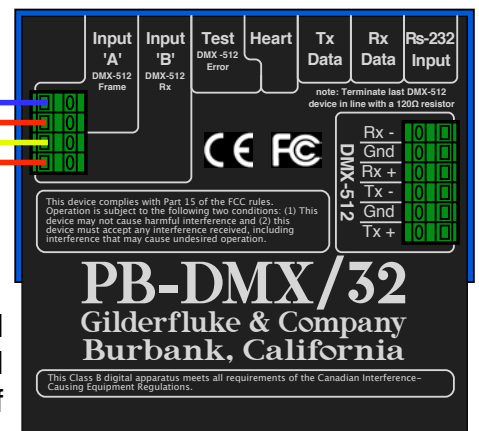 Input 'A' DMX-512 Frame
Input 'B' DMX-512 Rx
Test DMX -512 Error
Heart
Tx Data
Rx Data
Rs-232 Input
note: Terminate last DMX-512
device in line with a 120Ω resistor
CE FC
DMX-512
Rx -
Gnd
Rx +
Tx -
Gnd
Tx +
This device complies with Part 15 of the FCC rules.
Operation is subject to the following two conditions: (1) This
device may not cause harmful interference and (2) this
device must accept any interference received, including
interference that may cause undesired operation.
PB-DMX/32
Gilderfluke & Company
Burbank, California
This Class B digital apparatus meets all requirements of the Canadian Interference-
Causing Equipment Regulations.